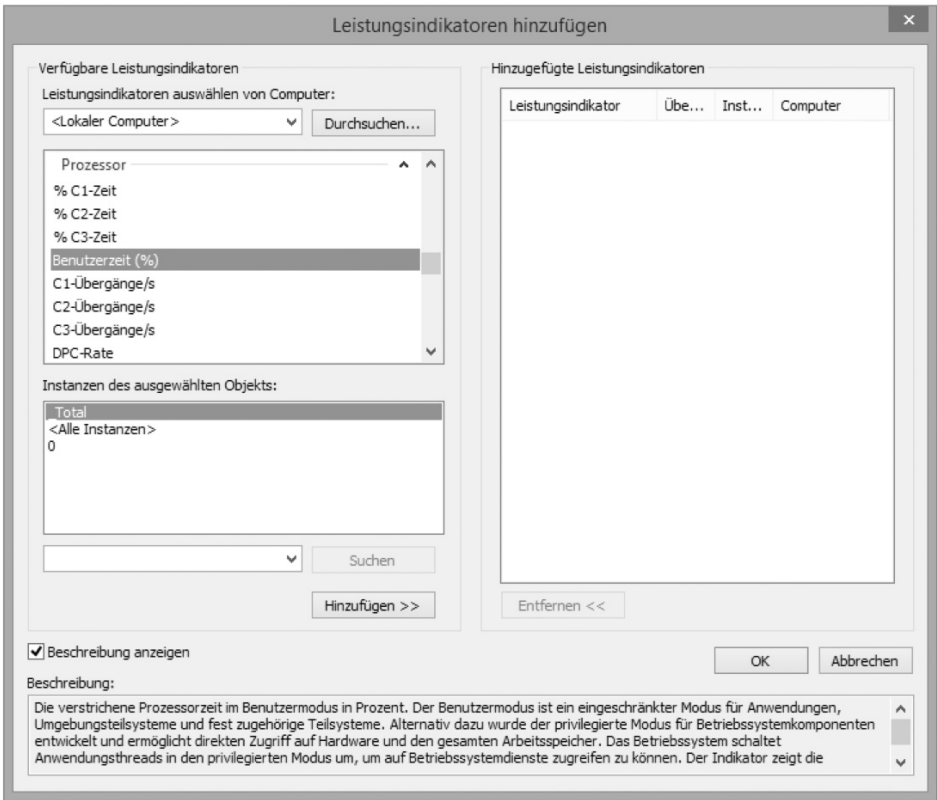 Leistungsindikatoren hinzufügen
Verfügbare Leistungsindikatoren
Leistungsindikatoren auswählen von Computer:
<Lokaler Computer>
Durchsuchen...
Prozessor
% C1-Zeit
% C2-Zeit
% C3-Zeit
Benutzerzeit (%)
C1-Übergänge/s
C2-Übergänge/s
C3-Übergänge/s
DPC-Rate
Instanzen des ausgewählten Objekts:
_Total
<Alle Instanzen>
0
Suchen
Hinzufügen >>
Hinzugefügte Leistungsindikatoren
Leistungsindikator Übe... Inst... Computer
Entfernen <<
Beschreibung anzeigen
OK
Abbrechen
Beschreibung:
Die verstrichene Prozessorzeit im Benutzermodus in Prozent. Der Benutzermodus ist ein eingeschränkter Modus für Anwendungen,
Umgebungsteilsysteme und fest zugehörige Teilsysteme. Alternativ dazu wurde der privilegierte Modus für Betriebssystemkomponenten
entwickelt und ermöglicht direkten Zugriff auf Hardware und den gesamten Arbeitsspeicher. Das Betriebssystem schaltet
Anwendungsthreads in den privilegierten Modus um, um auf Betriebssystemdienste zugreifen zu können. Der Indikator zeigt die